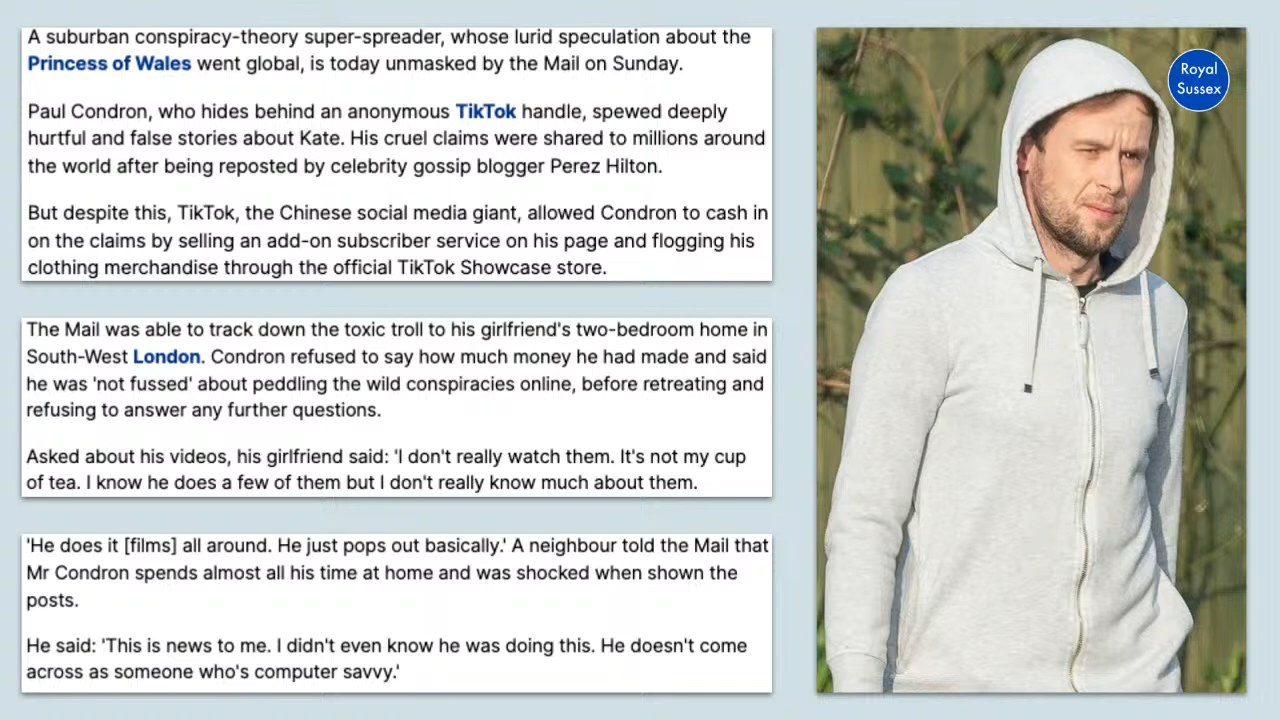 A suburban conspiracy-theory super-spreader, whose lurid speculation about the
Princess of Wales went global, is today unmasked by the Mail on Sunday.
Paul Condron, who hides behind an anonymous TikTok handle, spewed deeply
hurtful and false stories about Kate. His cruel claims were shared to millions around
the world after being reposted by celebrity gossip blogger Perez Hilton.
But despite this, TikTok, the Chinese social media giant, allowed Condron to cash in
on the claims by selling an add-on subscriber service on his page and flogging his
clothing merchandise through the official TikTok Showcase store.
The Mail was able to track down the toxic troll to his girlfriend's two-bedroom home in
South-West London. Condron refused to say how much money he had made and said
he was 'not fussed' about peddling the wild conspiracies online, before retreating and
refusing to answer any further questions.
Asked about his videos, his girlfriend said: 'I don't really watch them. It's not my cup
of tea. I know he does a few of them but I don't really know much about them.
'He does it [films] all around. He just pops out basically.' A neighbour told the Mail that
Mr Condron spends almost all his time at home and was shocked when shown the
posts.
He said: 'This is news to me. I didn't even know he was doing this. He doesn't come
across as someone who's computer savvy.'
Royal
Sussex